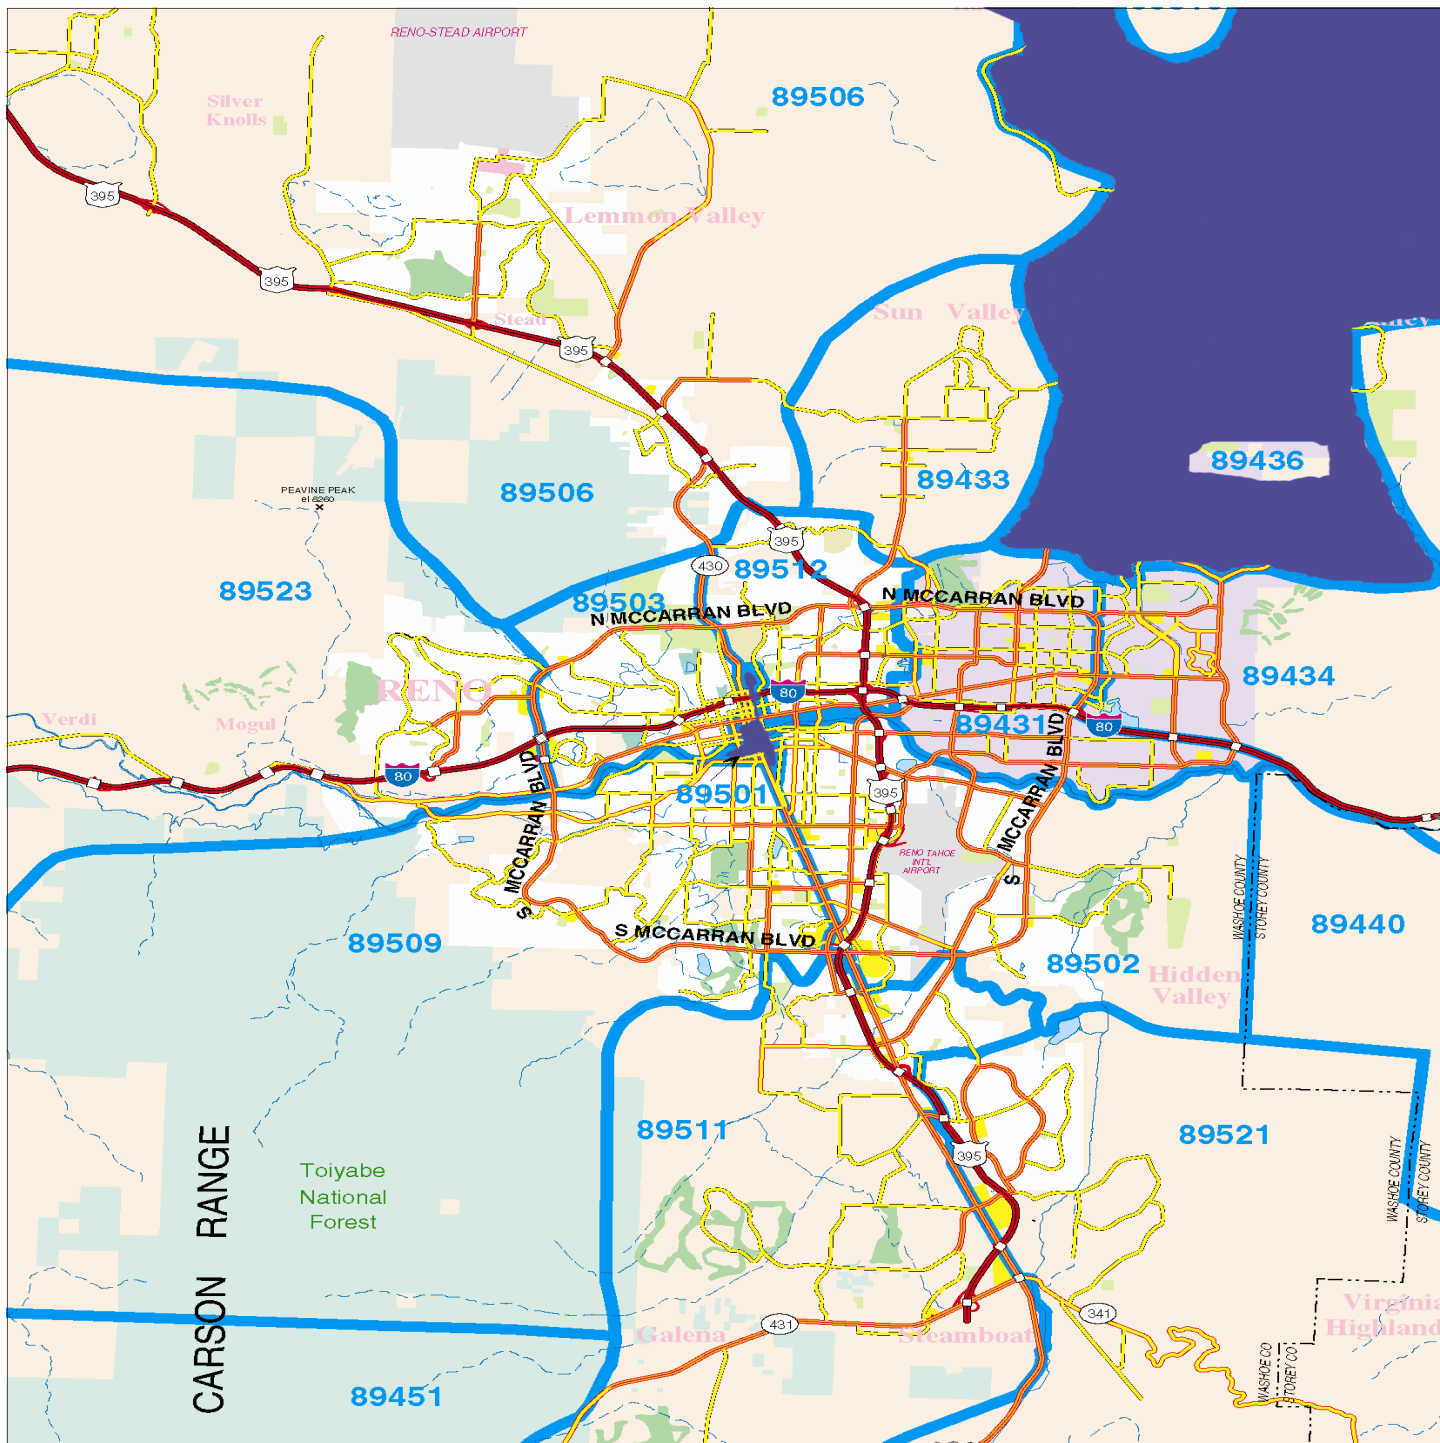 RENO-STEAD AIRPORT
89506
Silver
Knolls
395
Lemmon Valley
395
Sun Valley
Stead
395
89436
89433
89506
PEAVINE PEAK
el 8260
x
395
430
89512
89523
89503
N MCCARRAN BLVD
N MCCARRAN BLVD
RENO
80
89434
Verdi
Mogul
89431
80
80
MCCARRAN BLVD
S
89501
395
MCCARRAN BLVD
S
RENO TAHOE
INT'L
AIRPORT
WASHOE COUNTY
STOREY COUNTY
89509
S MCCARRAN BLVD
89440
89502
Hidden
Valley
89511
89521
395
WASHOE COUNTY
STOREY COUNTY
CARSON RANGE
Toiyabe
National
Forest
431
341
Galena
Steamboat
Virginia
Highland
WASHOE CO
STOREY CO
89451